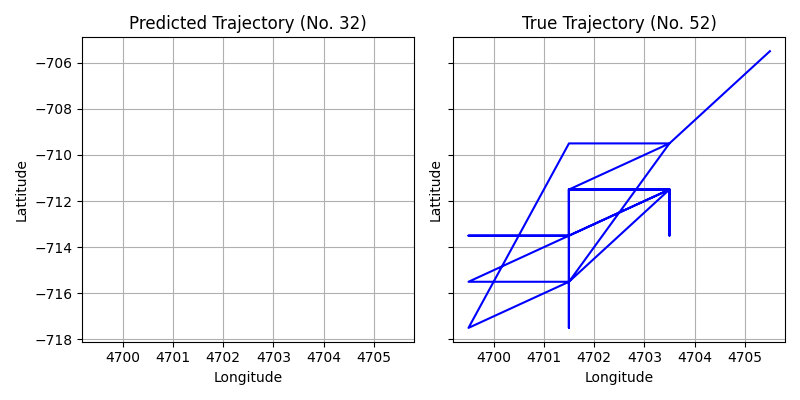 Predicted Trajectory (No. 32)
True Trajectory (No. 52)
−706
−708
−710
−712
−714
−716
−718
Lattitude
Lattitude
4700 4701 4702 4703 4704 4705
4700 4701 4702 4703 4704 4705
Longitude
Longitude